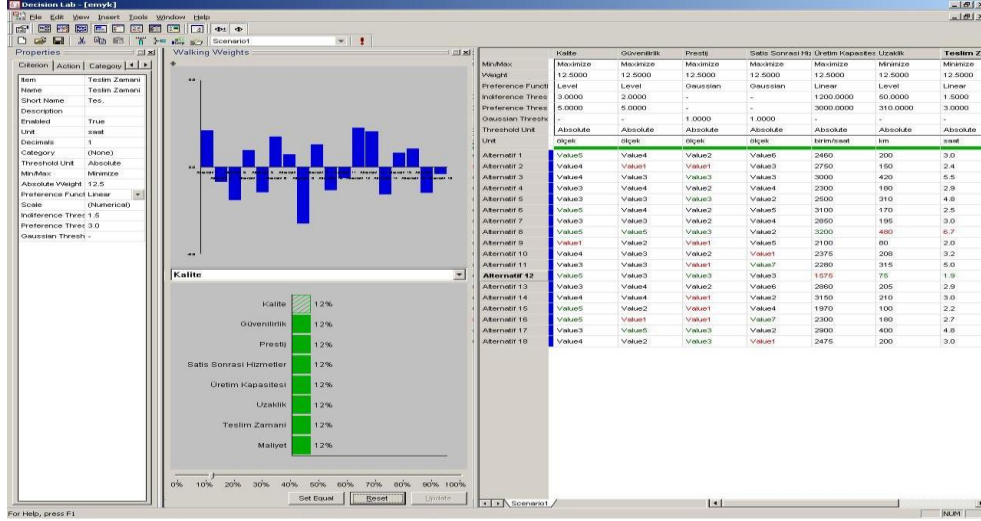 Decision Lab - [emyk]
File Edit View Insert Tools Window Help
Scenario1
Properties
Criterion Action Category
Item Teslim Zamani
Name Teslim Zamani
Short Name Tes.
Description
Enabled True
Unit saat
Decimals 1
Category (None)
Threshold Unit Absolute
Min/Max Minimize
Absolute Weight 12.5
Preference Funct Linear
Scale (Numerical)
Indiference Thres 1.5
Preference Thres 3.0
Gaussian Thresh -
Walking Weights
Kalite
Kalite 12%
Güvenilirlik 12%
Prestij 12%
Satis Sonrasi Hizmetler 12%
Üretim Kapasitesi 12%
Uzaklik 12%
Teslim Zamani 12%
Maliyet 12%
0% 10% 20% 30% 40% 50% 60% 70% 80% 90% 100%
Set Equal Reset Update
Kalite Güvenilirlik Prestij Satis Sonrasi Hiz Üretim Kapasites Uzaklik Teslim Z
Min/Max Maximize Maximize Maximize Maximize Maximize Minimize Minimize
Weight 12.5000 12.5000 12.5000 12.5000 12.5000 12.5000 12.5000
Preference Functi Level Level Gaussian Gaussian Linear Level Linear
Indiference Thres 3.0000 2.0000 - - 1200.0000 50.0000 1.5000
Preference Thres 5.0000 5.0000 - - 3000.0000 310.0000 3.0000
Gaussian Thresho - - 1.0000 1.0000 - - -
Threshold Unit Absolute Absolute Absolute Absolute Absolute Absolute Absolute
Unit ölçek ölçek ölçek ölçek birim/saat km saat
Alternatif 1 Value5 Value4 Value2 Value6 2460 200 3.0
Alternatif 2 Value4 Value1 Value1 Value3 2750 150 2.4
Alternatif 3 Value4 Value3 Value3 Value3 3000 420 5.5
Alternatif 4 Value3 Value4 Value2 Value4 2300 180 2.9
Alternatif 5 Value3 Value3 Value3 Value2 2500 310 4.8
Alternatif 6 Value5 Value4 Value2 Value5 3100 170 2.5
Alternatif 7 Value3 Value3 Value2 Value4 2850 195 3.0
Alternatif 8 Value5 Value5 Value3 Value2 3200 480 6.7
Alternatif 9 Value1 Value2 Value1 Value5 2100 80 2.0
Alternatif 10 Value4 Value3 Value2 Value1 2375 208 3.2
Alternatif 11 Value3 Value3 Value1 Value7 2280 315 5.0
Alternatif 12 Value5 Value3 Value3 Value3 1575 75 1.9
Alternatif 13 Value3 Value4 Value2 Value6 2860 205 2.9
Alternatif 14 Value4 Value4 Value1 Value2 3150 210 3.0
Alternatif 15 Value5 Value2 Value1 Value4 1970 100 2.2
Alternatif 16 Value5 Value1 Value1 Value7 2300 160 2.7
Alternatif 17 Value3 Value5 Value3 Value2 2900 400 4.8
Alternatif 18 Value4 Value2 Value3 Value1 2475 200 3.0
Scenario1
For Help, press F1
NUM